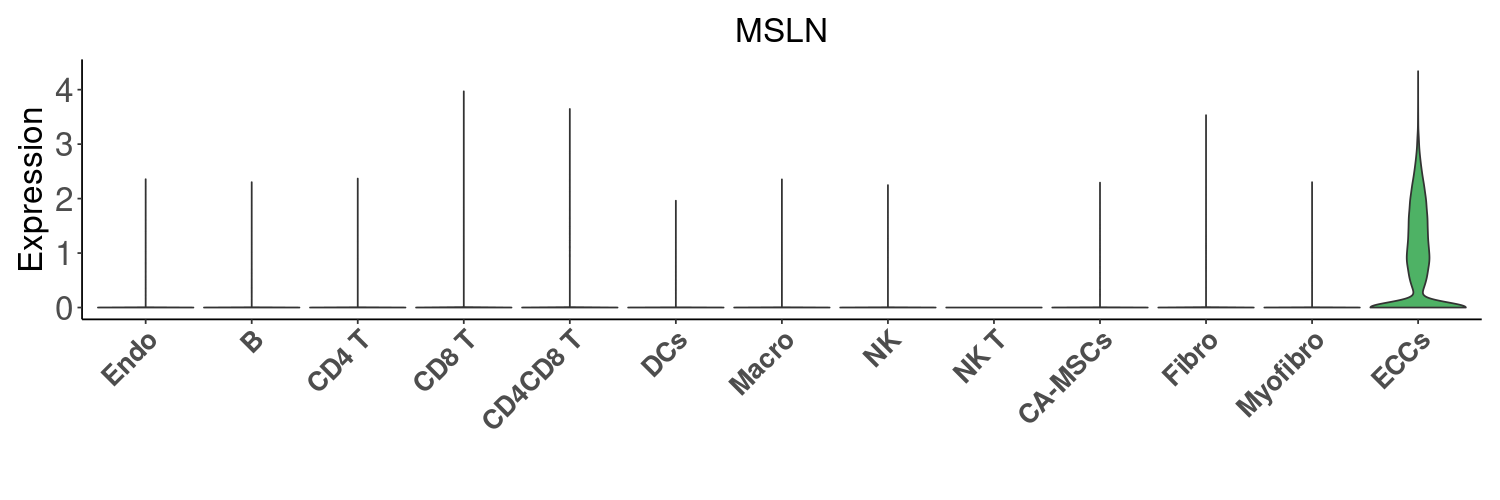 MSLN
Expression
4
3
2
1
0
Endo
B
CD4 T
CD8 T
CD4CD8 T
DCs
Macro
NK
NK T
CA-MSCs
Fibro
Myofibro
ECCs